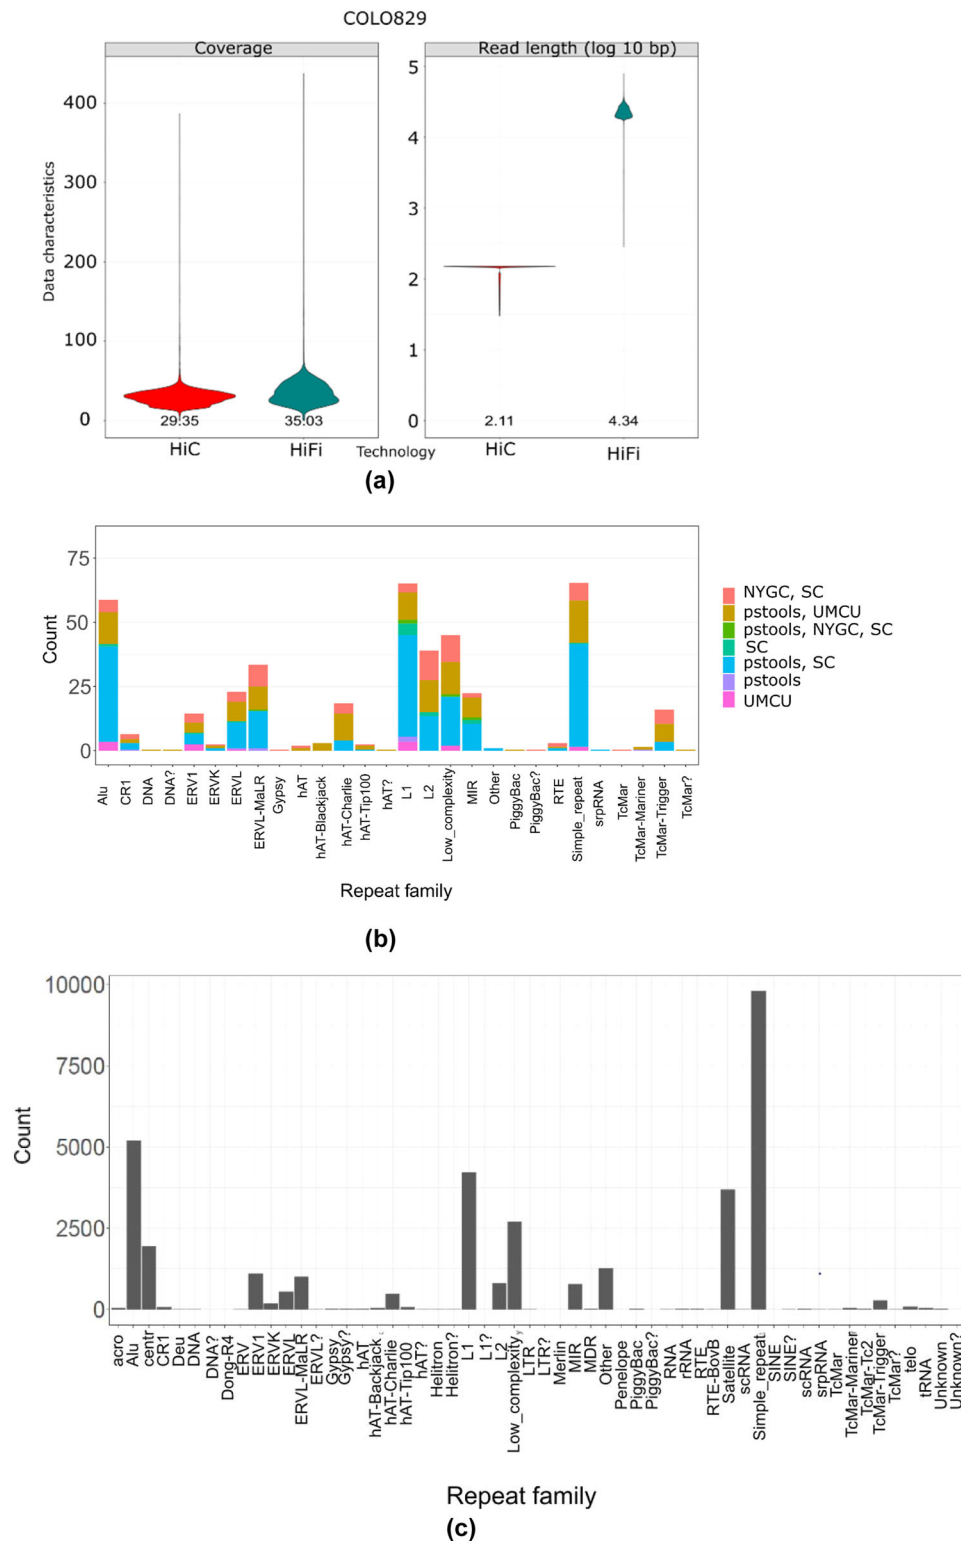 COLO829
Coverage
Read length (log 10 bp)
Data characteristics
400
300
200
100
0
29.35
35.03
HiC
HiFi
Technology
5
4
3
2
1
0
2.11
4.34
HiC
HiFi
(a)
Count
75
50
25
0
NYGC, SC
pstools, UMCU
pstools, NYGC, SC
SC
pstools, SC
pstools
UMCU
Alu
CR1
DNA
DNA?
ERV1
ERVK
ERVL
ERVL-MaLR
Gypsy
hAT
hAT-Blackjack
hAT-Charlie
hAT-Tip100
hAT?
L1
L2
Low_complexity
MIR
Other
PiggyBac
PiggyBac?
RTE
Simple_repeat
srpRNA
TcMar
TcMar-Mariner
TcMar-Trigger
TcMar?
Repeat family
(b)
Count
10000
7500
5000
2500
0
acro
Alu
centr
CR1
Deu
DNA
DNA?
Dong-R4
ERV
ERV1
ERVK
ERVL
ERVL-MaLR
ERVL?
Gypsy
Gypsy?
hAT
hAT-Backjack
hAT-Charlie
hAT-Tip100
hAT?
Helitron
Helitron?
L1
L1?
L2
Low_complexity
LTR
LTR?
Merlin
MIR
MDR
Other
Penelope
PiggyBac
PiggyBac?
RNA
rRNA
RTE
RTE-BovB
Satellite
scRNA
Simple_repeat
SINE
SINE?
scRNA
srpRNA
TcMar
TcMar-Mariner
TcMar-Tc2
TcMar-Trigger
TcMar?
telo
tRNA
Unknown
Unknown?
Repeat family
(c)